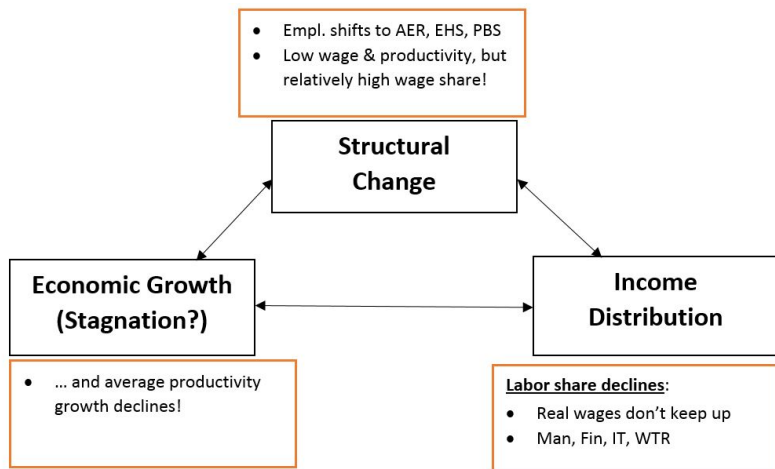 • Empl. shifts to AER, EHS, PBS
• Low wage & productivity, but
relatively high wage share!
Structural
Change
Economic Growth
(Stagnation?)
Income
Distribution
• ... and average productivity
growth declines!
Labor share declines:
• Real wages don't keep up
• Man, Fin, IT, WTR